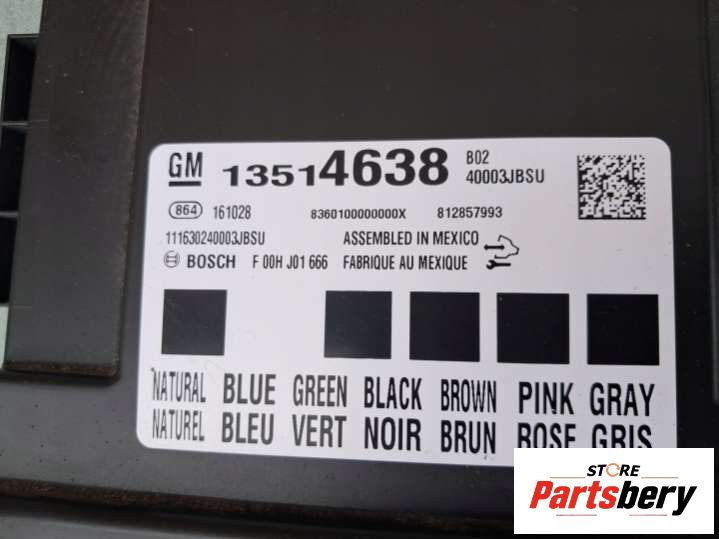 GM 13514638 B02
40003JBSU
864 161028 8360100000000X 812857993
111630240003JBSU ASSEMBLED IN MEXICO
BOSCH F 00H J01 666 FABRIQUE AU MEXIQUE
NATURAL BLUE GREEN BLACK BROWN PINK GRAY
NATUREL BLEU VERT NOIR BRUN ROSE GRIS
STORE
Partsbery